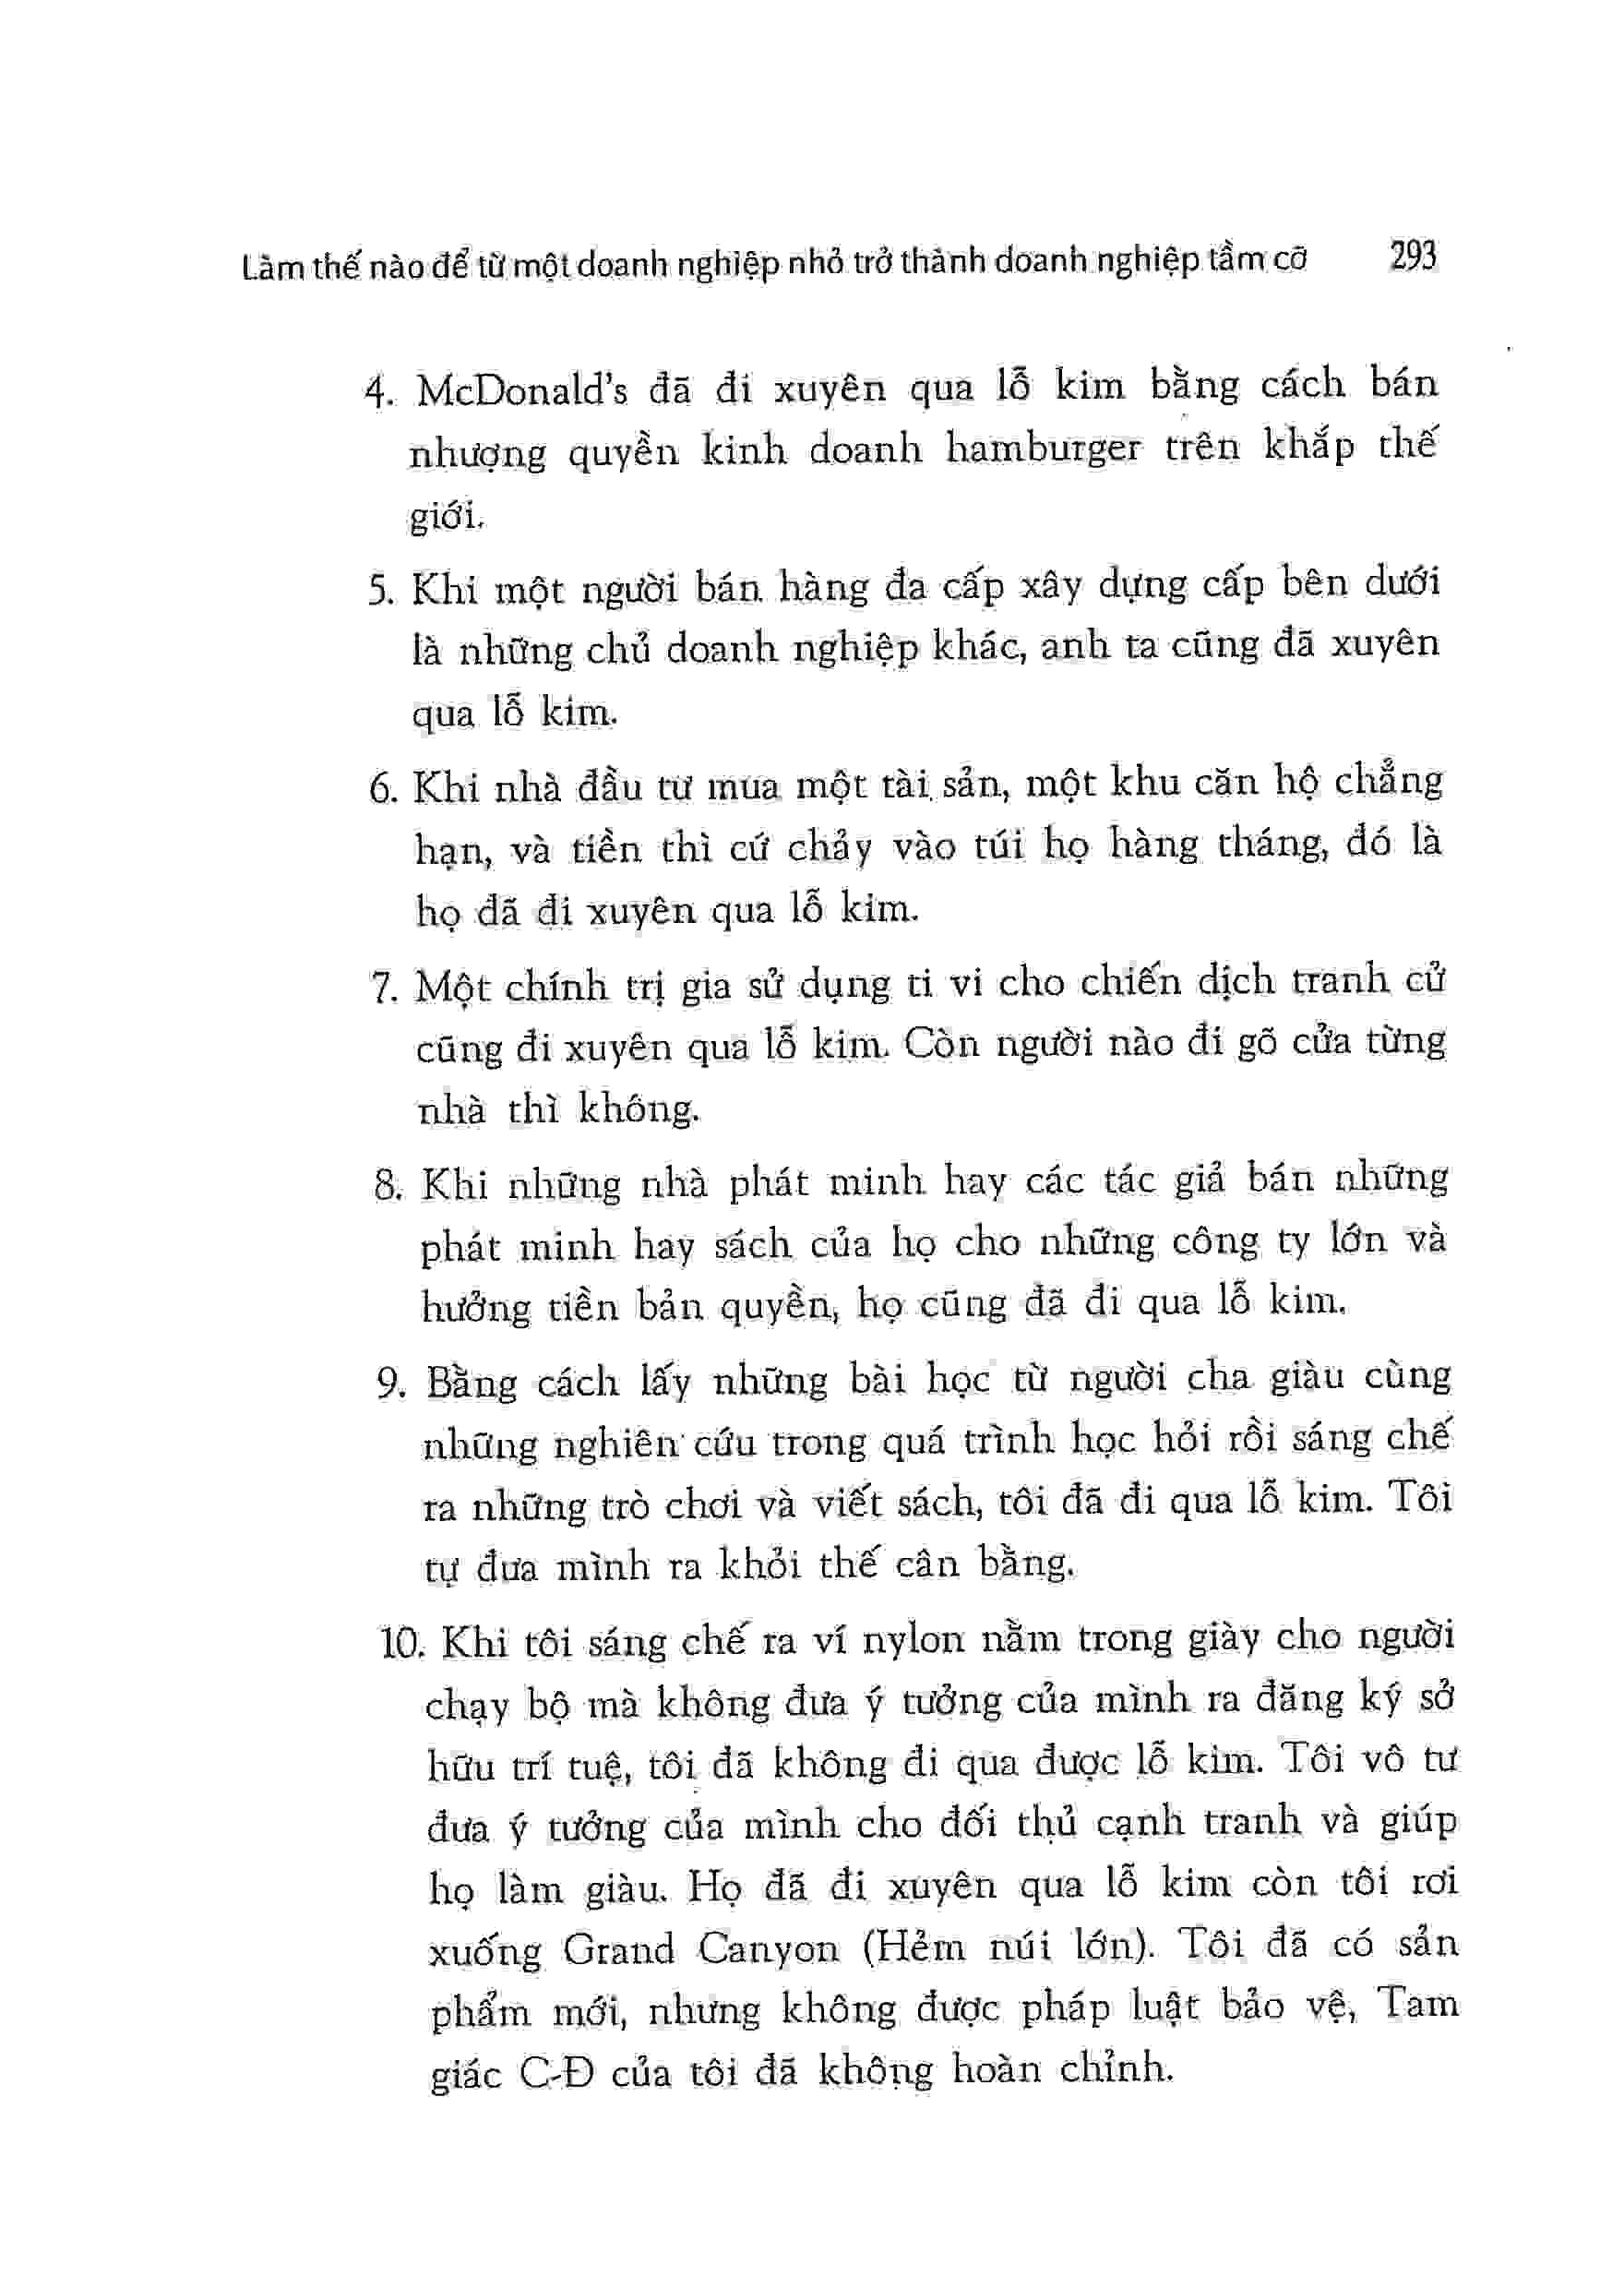 Làm thế nào để từ một doanh nghiệp nhỏ trở thành doanh nghiệp tầm cỡ 293
4. McDonald's đã đi xuyên qua lỗ kim bằng cách bán
nhượng quyền kinh doanh hamburger trên khắp thế
giới.
5. Khi một người bán hàng đa cấp xây dựng cấp bên dưới
là những chủ doanh nghiệp khác, anh ta cũng đã xuyên
qua lỗ kim.
6. Khi nhà đầu tư mua một tài sản, một khu căn hộ chẳng
hạn, và tiền thì cứ chảy vào túi họ hàng tháng, đó là
họ đã đi xuyên qua lỗ kim.
7. Một chính trị gia sử dụng ti vi cho chiến dịch tranh cử
cũng đi xuyên qua lỗ kim. Còn người nào đi gõ cửa từng
nhà thì không.
8. Khi những nhà phát minh hay các tác giả bán những
phát minh hay sách của họ cho những công ty lớn và
hưởng tiền bản quyền, họ cũng đã đi qua lỗ kim.
9. Bằng cách lấy những bài học từ người cha giàu cùng
những nghiên cứu trong quá trình học hỏi rồi sáng chế
ra những trò chơi và viết sách, tôi đã đi qua lỗ kim. Tôi
tự đưa mình ra khỏi thế cân bằng.
10. Khi tôi sáng chế ra ví nylon nằm trong giày cho người
chạy bộ mà không đưa ý tưởng của mình ra đăng ký sở
hữu trí tuệ, tôi đã không đi qua được lỗ kim. Tôi vô tư
đưa ý tưởng của mình cho đối thủ cạnh tranh và giúp
họ làm giàu. Họ đã đi xuyên qua lỗ kim còn tôi rơi
xuống Grand Canyon (Hẻm núi lớn). Tôi đã có sản
phẩm mới, nhưng không được pháp luật bảo vệ, Tam
giác C-Đ của tôi đã không hoàn chỉnh.